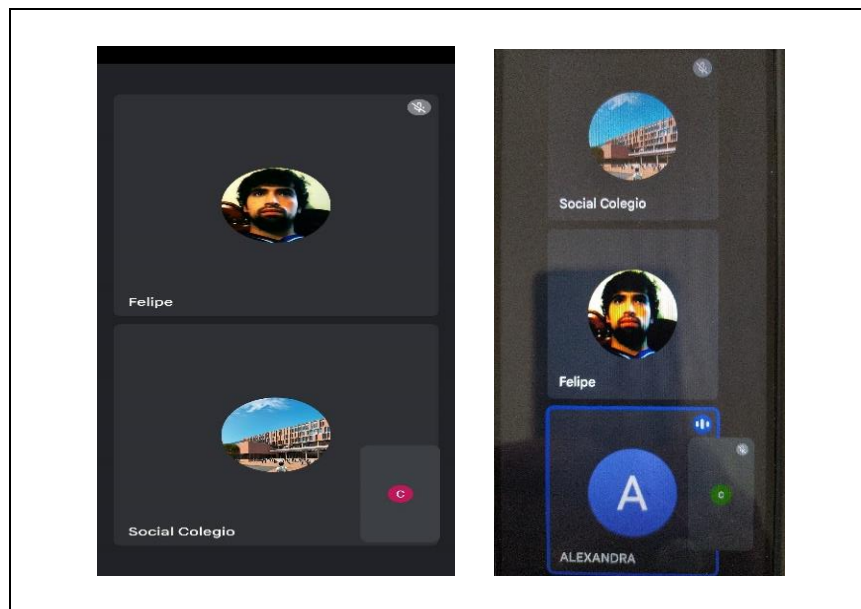 Felipe
C
Social Colegio
Social Colegio
Felipe
A
C
ALEXANDRA